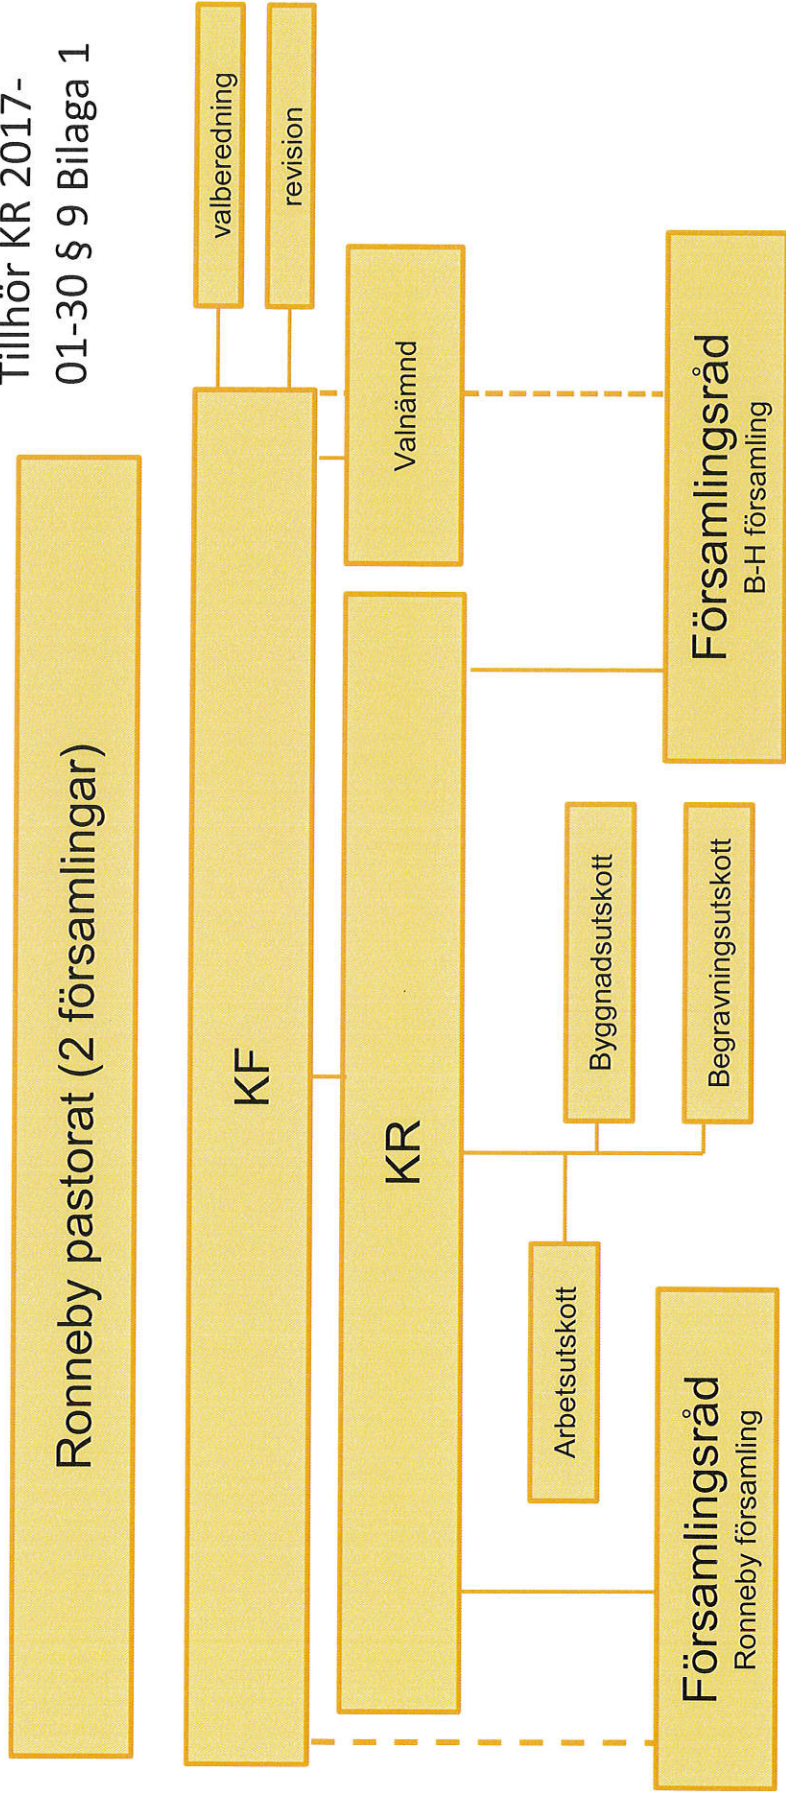 Tillhör KR 2017-
01-30 § 9 Bilaga 1
Ronneby pastorat (2 församlingar)
KF
valberedning
revision
KR
Valnämnd
Arbetsutskott
Byggnadsutskott
Begravningsutskott
Församlingsråd
Ronneby församling
Församlingsråd
B-H församling